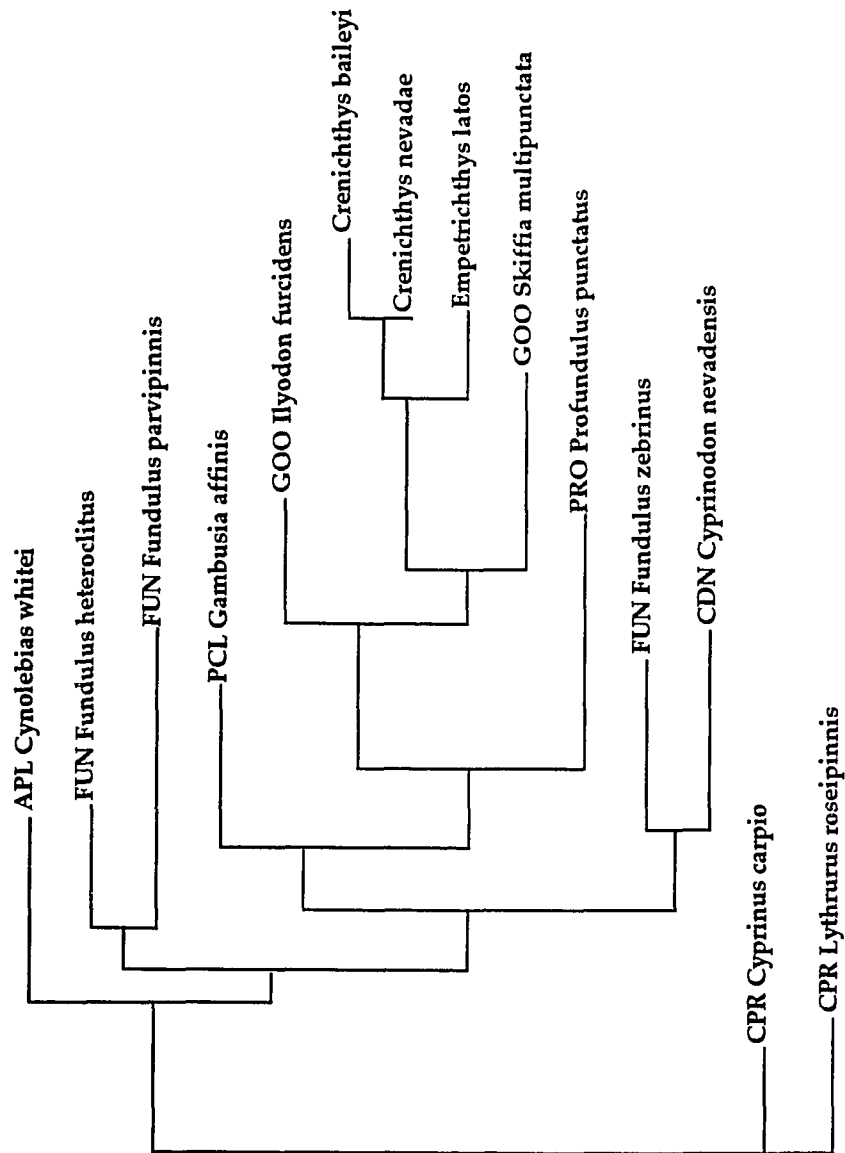 APL Cynolebias whitei
FUN Fundulus heteroclitus
FUN Fundulus parvipinnis
PCL Gambusia affinis
GOO Ilyodon furcidens
Crenichthys baileyi
Crenichthys nevadae
Empetrichthys latos
GOO Skiffia multipunctata
PRO Profundulus punctatus
FUN Fundulus zebrinus
CDN Cyprinodon nevadensis
CPR Cyprinus carpio
CPR Lythrurus roseipinnis